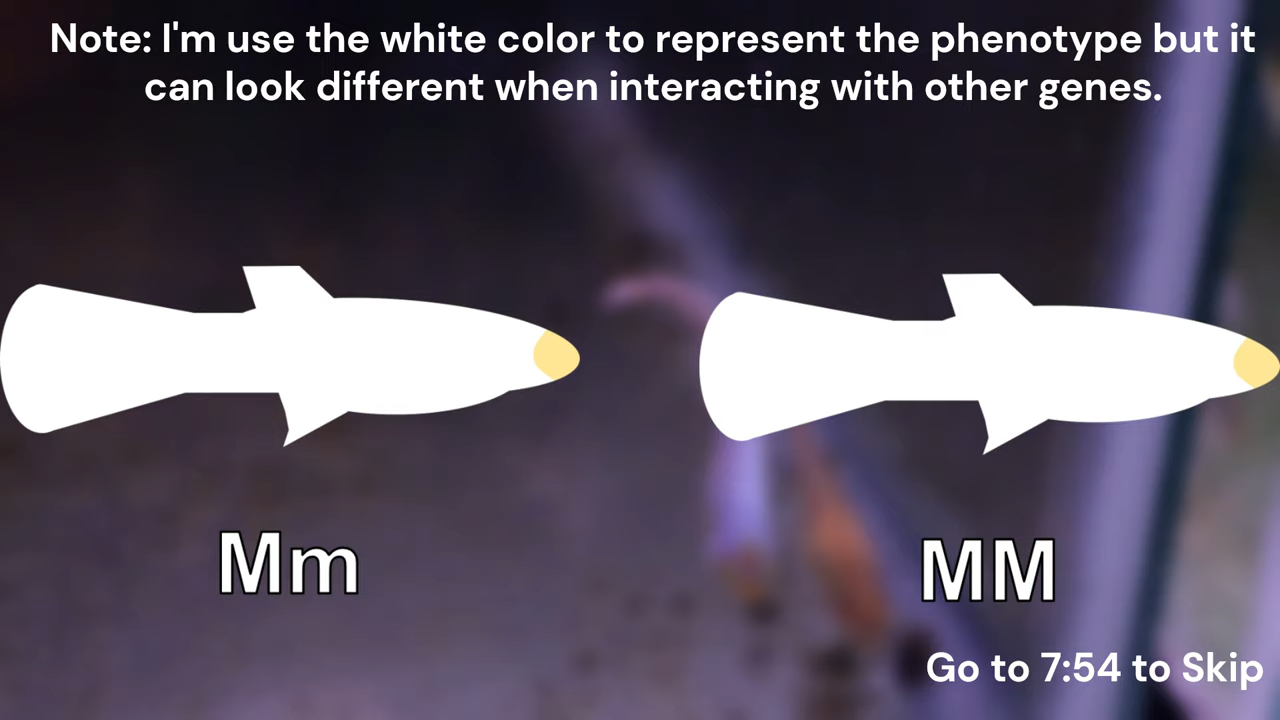 Note: I'm use the white color to represent the phenotype but it
can look different when interacting with other genes.
Mm
MM
Go to 7:54 to Skip